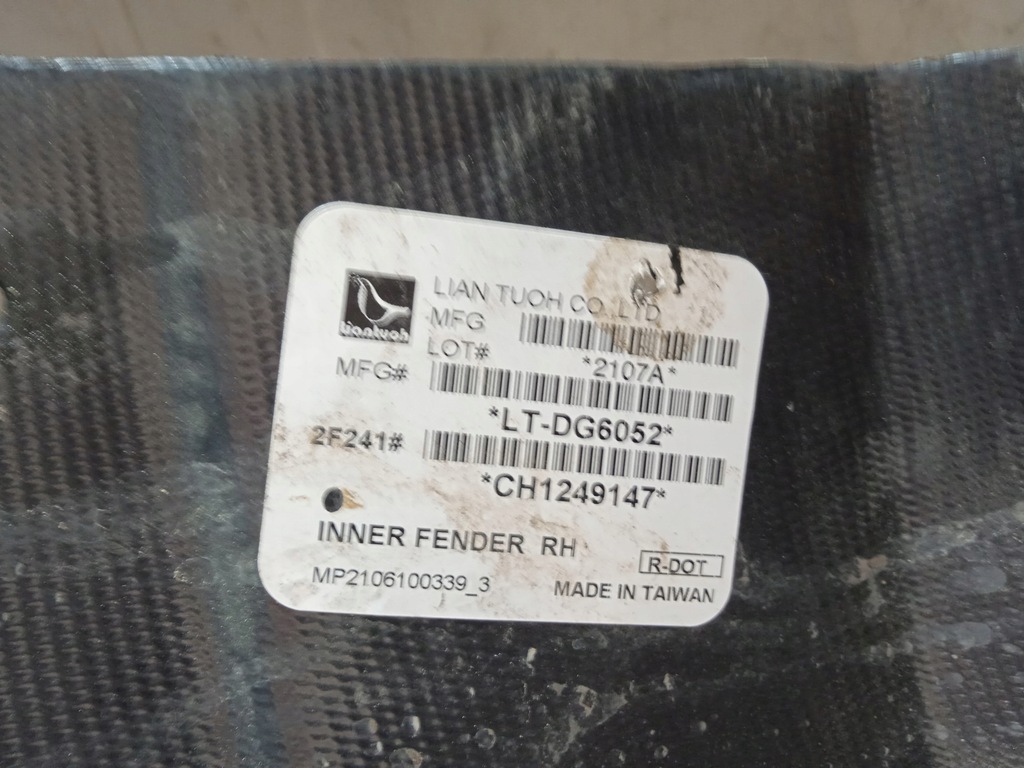 liantuoh
LIAN TUOH CO.,LTD
MFG
LOT#
*2107A*
MFG#
*LT-DG6052*
2F241#
*CH1249147*
INNER FENDER RH
R-DOT
MP2106100339_3
MADE IN TAIWAN